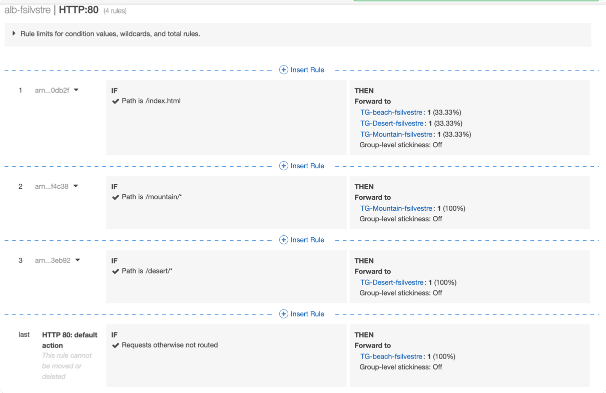 alb-fsilvstre | HTTP:80 (4 rules)
Rule limits for condition values, wildcards, and total rules.
Insert Rule
1 arn...0db2f IF THEN
Path is /index.html Forward to
TG-beach-fsilvestre: 1 (33.33%)
TG-Desert-fsilvestre: 1 (33.33%)
TG-Mountain-fsilvestre: 1 (33.33%)
Group-level stickiness: Off
Insert Rule
2 arn...f4c38 IF THEN
Path is /mountain/* Forward to
TG-Mountain-fsilvestre: 1 (100%)
Group-level stickiness: Off
Insert Rule
3 arn...3eb92 IF THEN
Path is /desert/* Forward to
TG-Desert-fsilvestre: 1 (100%)
Group-level stickiness: Off
Insert Rule
last HTTP 80: default action IF THEN
This rule cannot be moved or deleted Requests otherwise not routed Forward to
TG-beach-fsilvestre: 1 (100%)
Group-level stickiness: Off